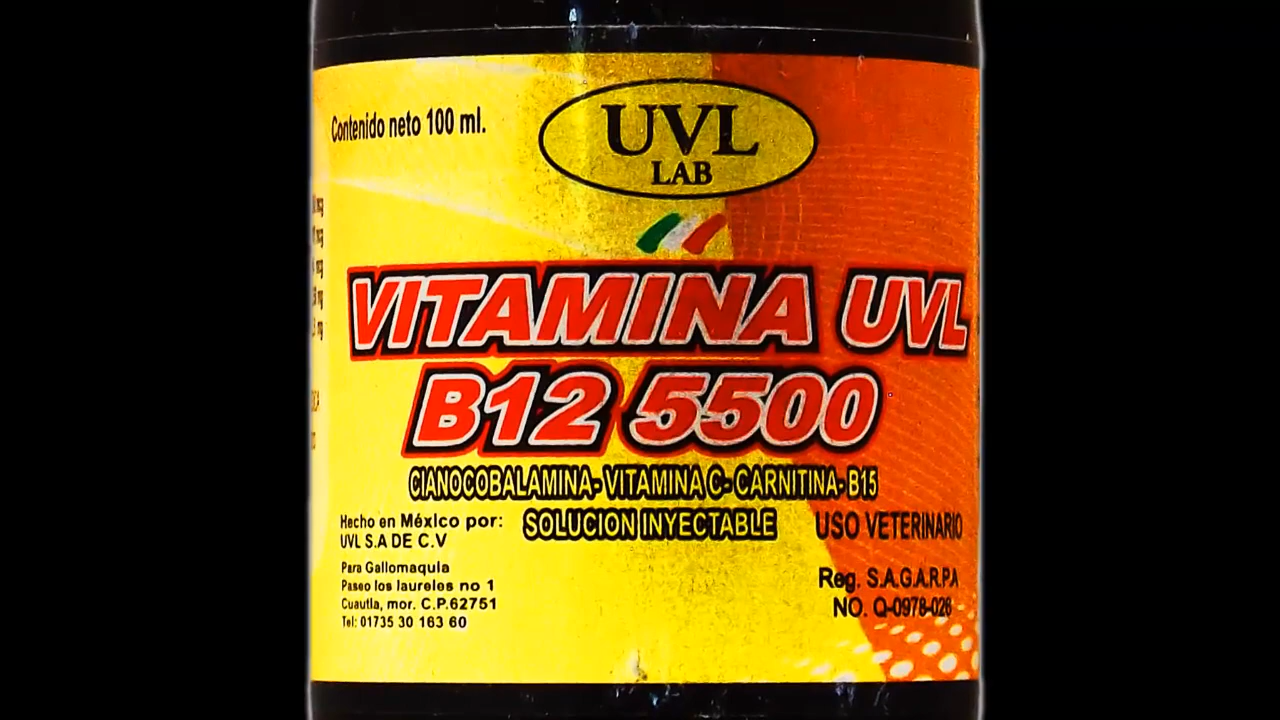 Contenido neto 100 ml.
UVL
LAB
VITAMINA UVL
B12 5500
CIANOCOBALAMINA- VITAMINA C- CARNITINA- B15
SOLUCION INYECTABLE
USO VETERINARIO
Hecho en México por:
UVL S.A DE C.V
Para Gallomaquia
Paseo los laureles no 1
Cuautla, mor. C.P.62751
Tel: 01735 30 163 60
Reg. S.A.G.A.R.P.A
NO. Q-0978-026